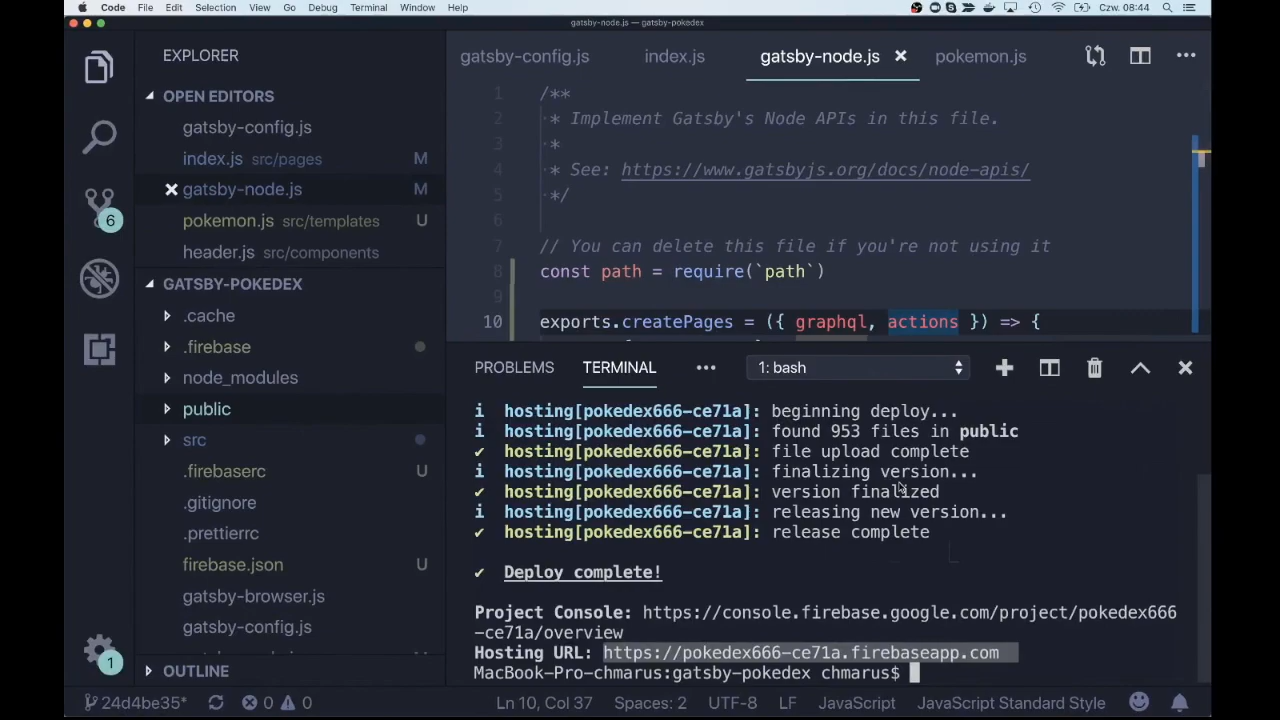 Code File Edit Selection View Go Debug Terminal Window Help Czw. 08:44
gatsby-node.js — gatsby-pokedex
EXPLORER
OPEN EDITORS
gatsby-config.js
index.js src/pages M
gatsby-node.js M
pokemon.js src/templates U
header.js src/components
GATSBY-POKEDEX
.cache
.firebase
node_modules
public
src
.firebaserc U
.gitignore
.prettierrc
firebase.json U
gatsby-browser.js
gatsby-config.js
OUTLINE
6
1
gatsby-config.js index.js gatsby-node.js pokemon.js
1 /**
2 * Implement Gatsby's Node APIs in this file.
3 *
4 * See: https://www.gatsbyjs.org/docs/node-apis/
5 */
6
7 // You can delete this file if you're not using it
8 const path = require(`path`)
9
10 exports.createPages = ({ graphql, actions }) => {
PROBLEMS TERMINAL ••• 1: bash
i hosting[pokedex666-ce71a]: beginning deploy...
i hosting[pokedex666-ce71a]: found 953 files in public
✔ hosting[pokedex666-ce71a]: file upload complete
i hosting[pokedex666-ce71a]: finalizing version...
✔ hosting[pokedex666-ce71a]: version finalized
i hosting[pokedex666-ce71a]: releasing new version...
✔ hosting[pokedex666-ce71a]: release complete
✔ Deploy complete!
Project Console: https://console.firebase.google.com/project/pokedex666
-ce71a/overview
Hosting URL: https://pokedex666-ce71a.firebaseapp.com
MacBook-Pro-chmarus:gatsby-pokedex chmarus$
24d4be35* 0 0 Ln 10, Col 37 Spaces: 2 UTF-8 LF JavaScript JavaScript Standard Style